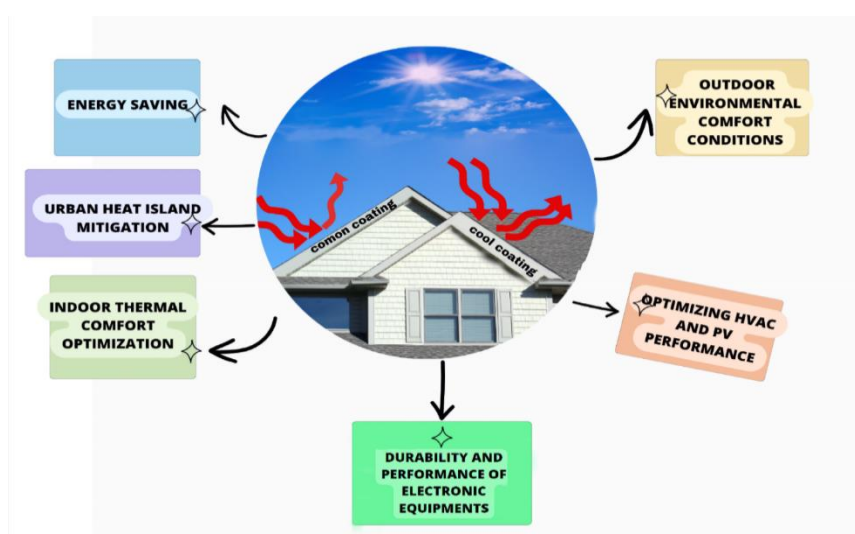 ENERGY SAVING
URBAN HEAT ISLAND
MITIGATION
INDOOR THERMAL
COMFORT
OPTIMIZATION
comon coating
cool coating
OUTDOOR
ENVIRONMENTAL
COMFORT
CONDITIONS
OPTIMIZING HVAC
AND PV
PERFORMANCE
DURABILITY AND
PERFORMANCE OF
ELECTRONIC
EQUIPMENTS